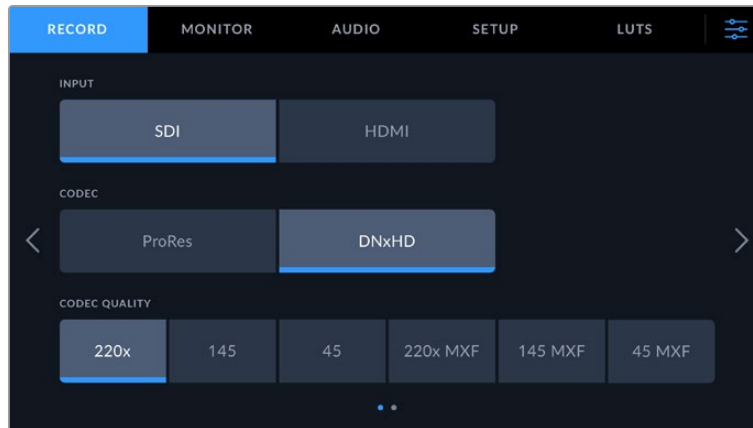 RECORD MONITOR AUDIO SETUP LUTS
INPUT
SDI HDMI
CODEC
ProRes DNxHD
CODEC QUALITY
220x 145 45 220x MXF 145 MXF 45 MXF